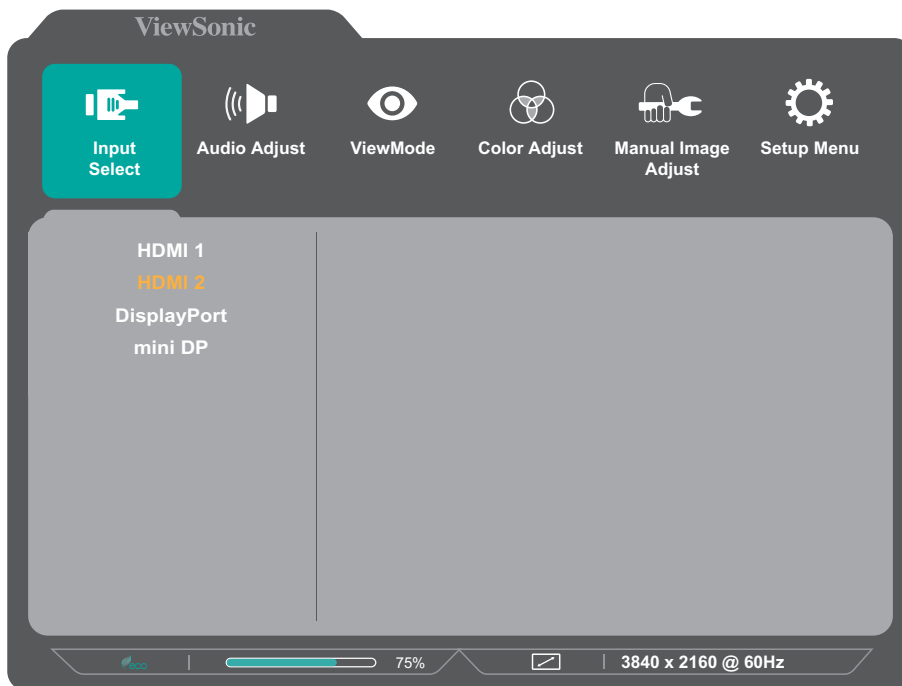 ViewSonic
Input
Select
Audio Adjust
ViewMode
Color Adjust
Manual Image
Adjust
Setup Menu
HDMI 1
HDMI 2
DisplayPort
mini DP
eco
75%
3840 x 2160 @ 60Hz